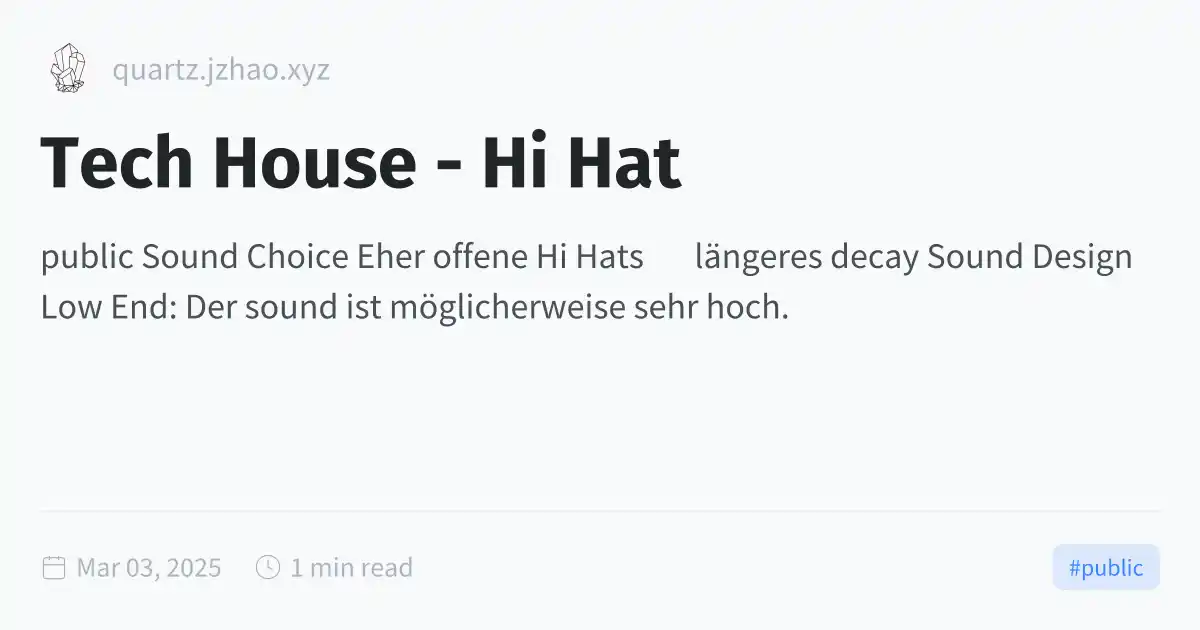 quartz.jzhao.xyz
Tech House - Hi Hat
public Sound Choice Eher offene Hi Hats längeres decay Sound Design
Low End: Der sound ist möglicherweise sehr hoch.
Mar 03, 2025 1 min read #public